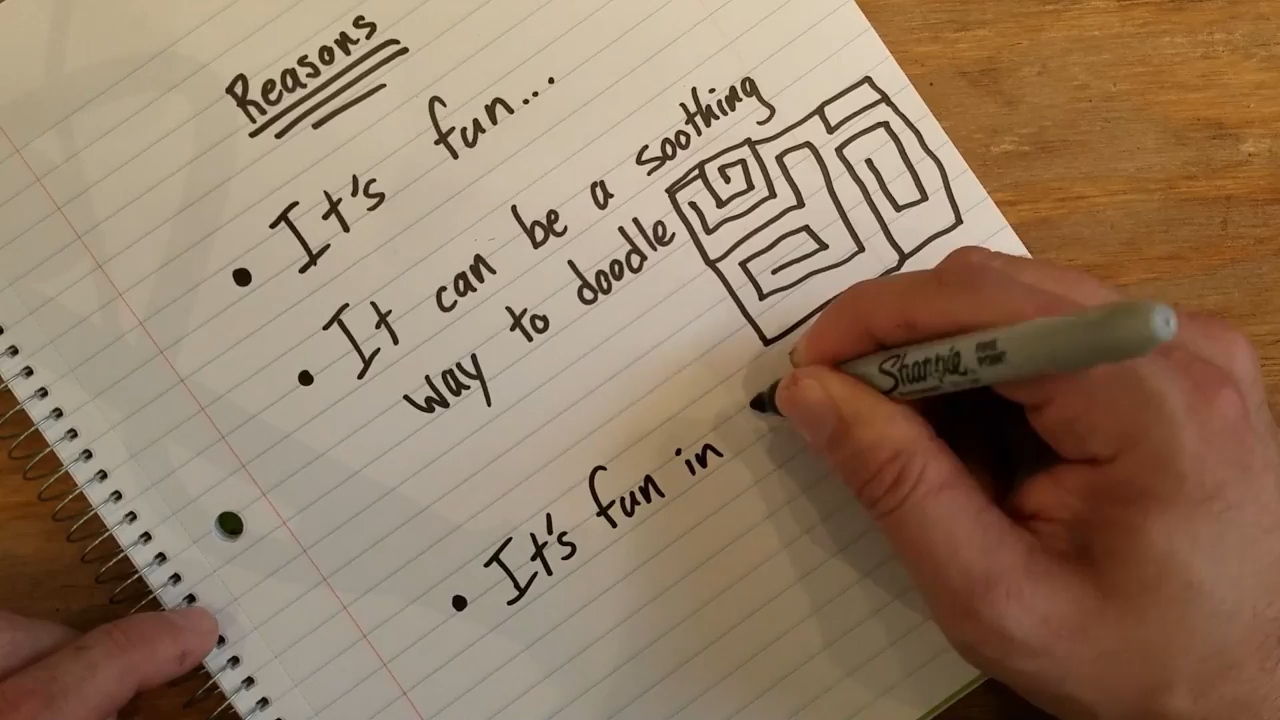 Reasons
• It's fun...
• It can be a soothing
way to doodle
• It's fun in
Sharpie